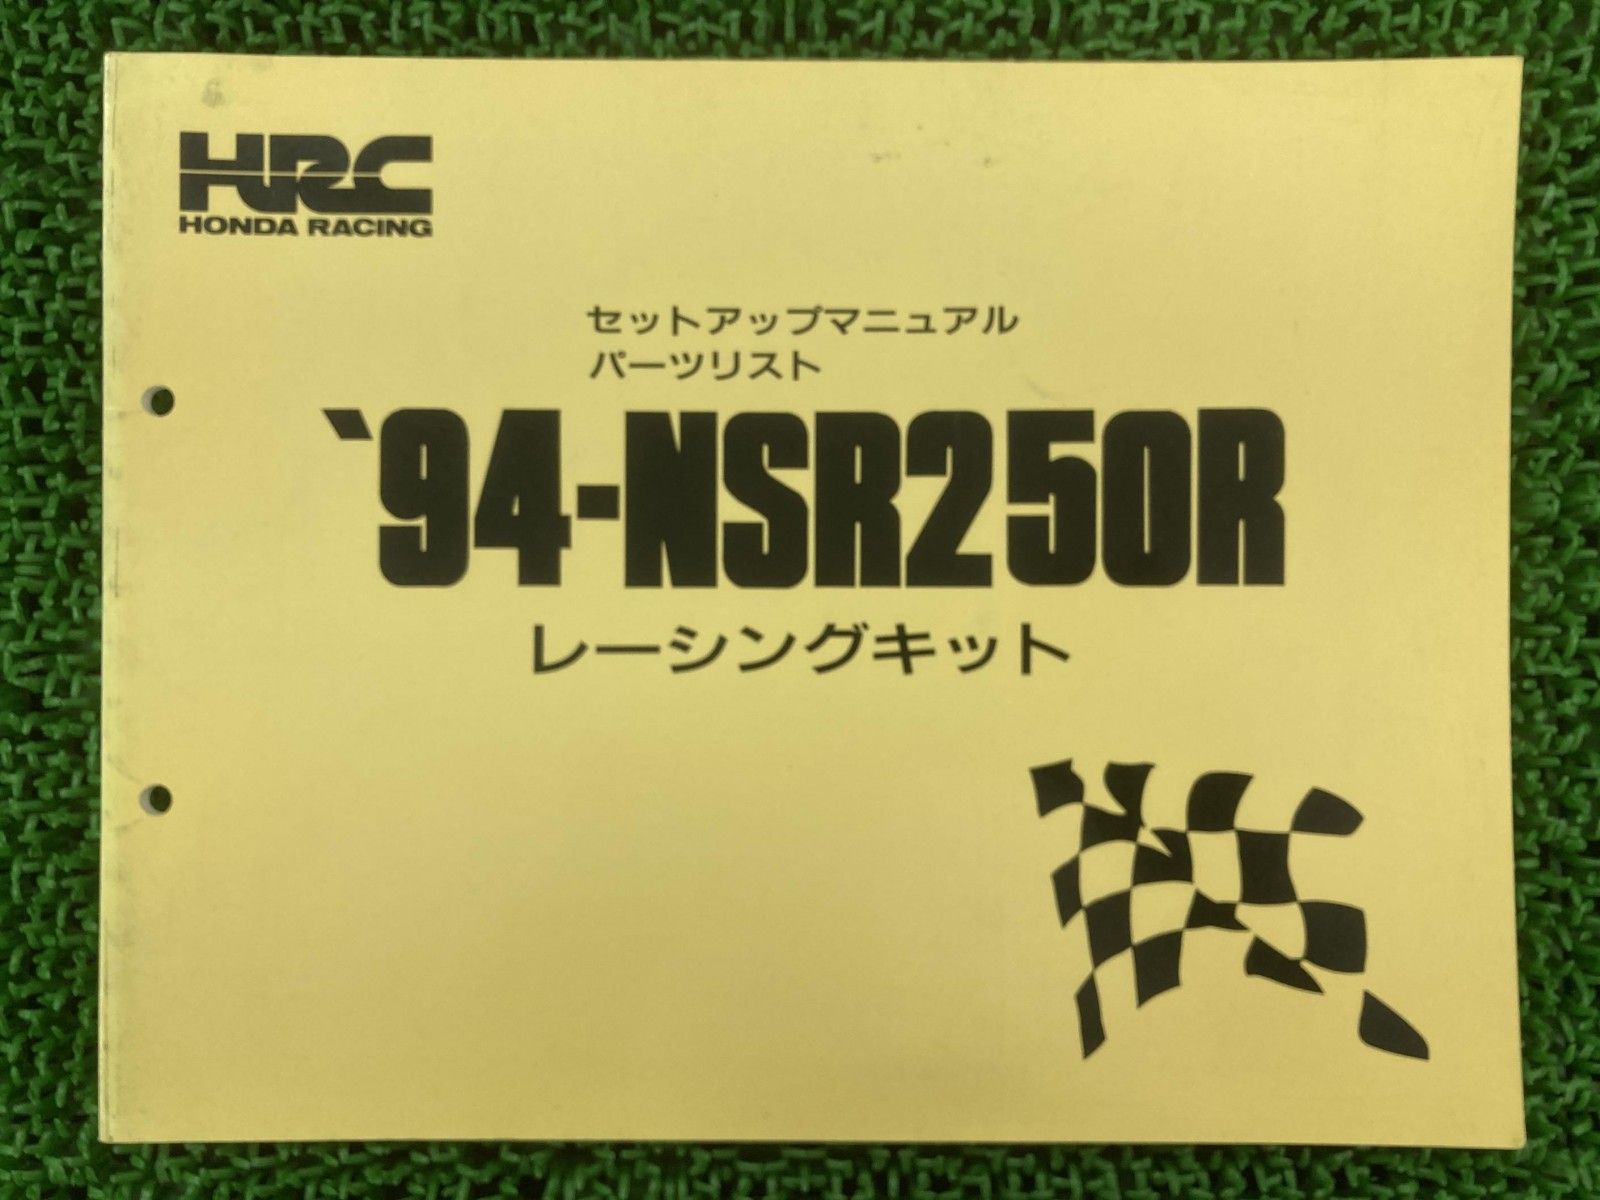 HRC
HONDA RACING
セットアップマニュアル
パーツリスト
`94-NSR250R
レーシングキット